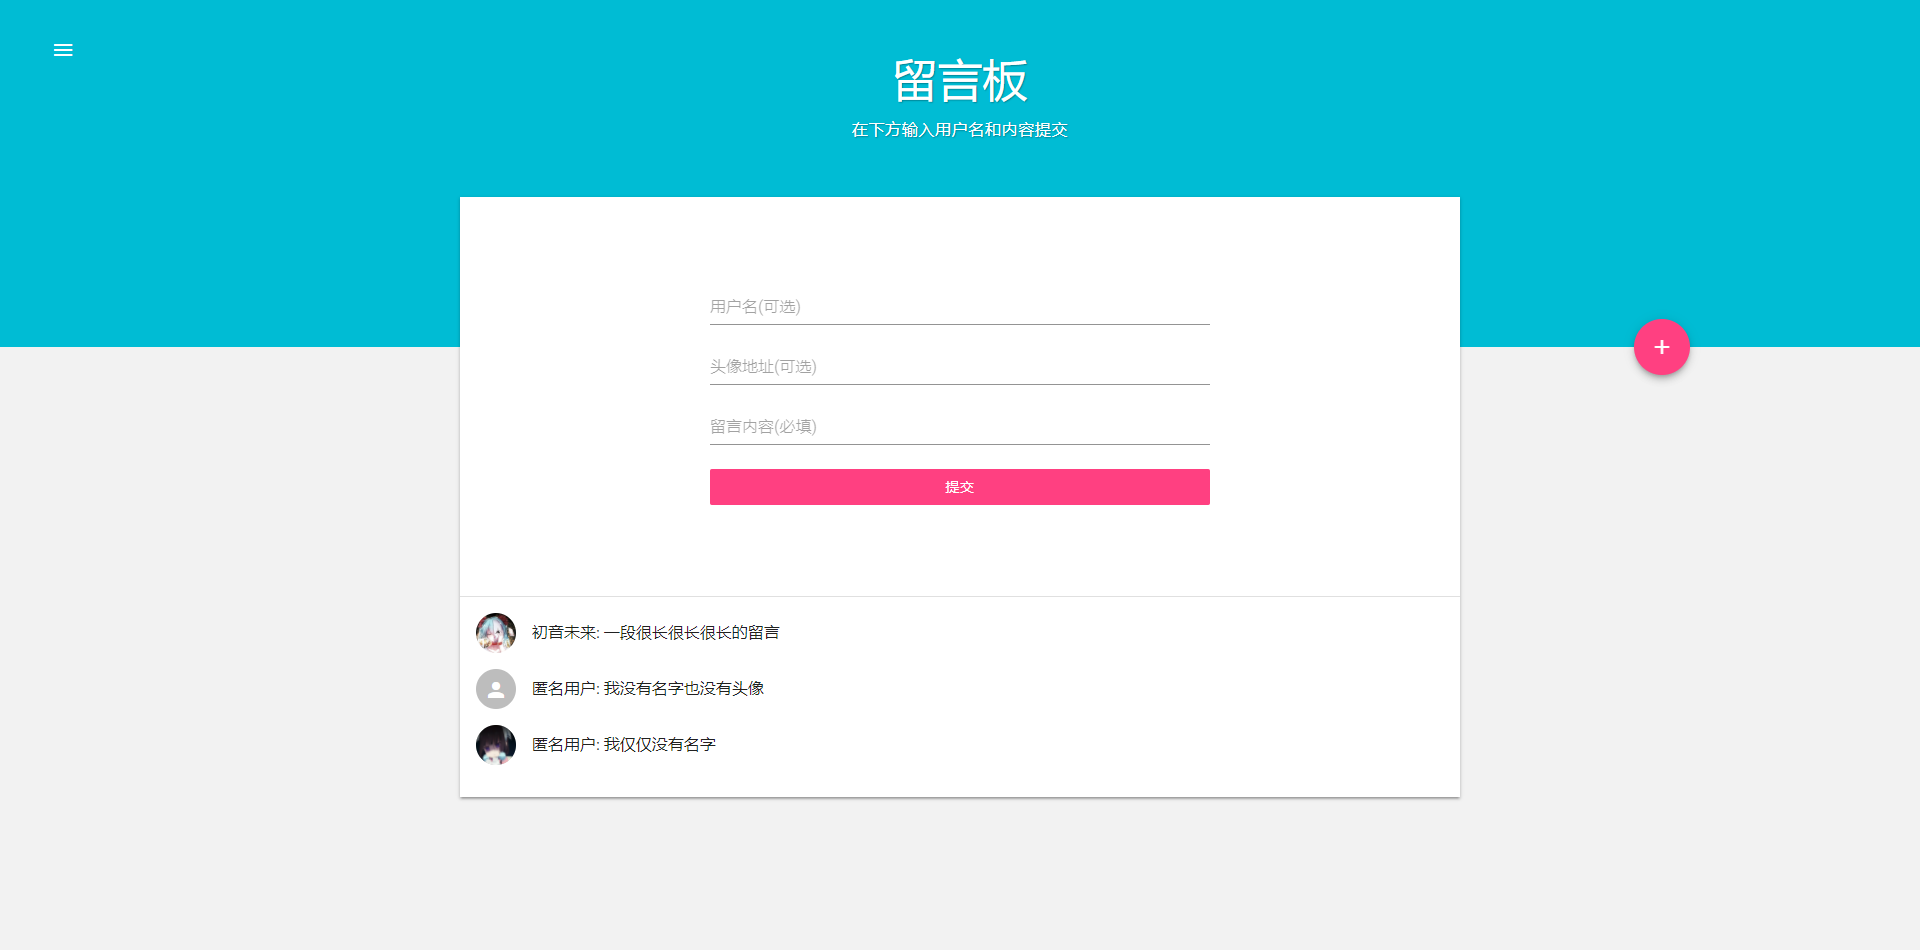 留言板
在下方输入用户名和内容提交
用户名(可选)
头像地址(可选)
留言内容(必填)
提交
初音未来: 一段很长很长很长的留言
匿名用户: 我没有名字也没有头像
匿名用户: 我仅仅没有名字